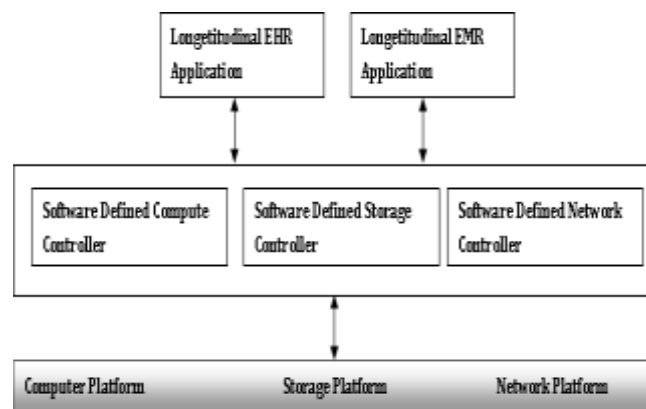 Longetitudinal EHR
Application
Longetitudinal EMR
Application
Software Defined Compute
Controller
Software Defined Storage
Controller
Software Defined Network
Controller
Computer Platform
Storage Platform
Network Platform